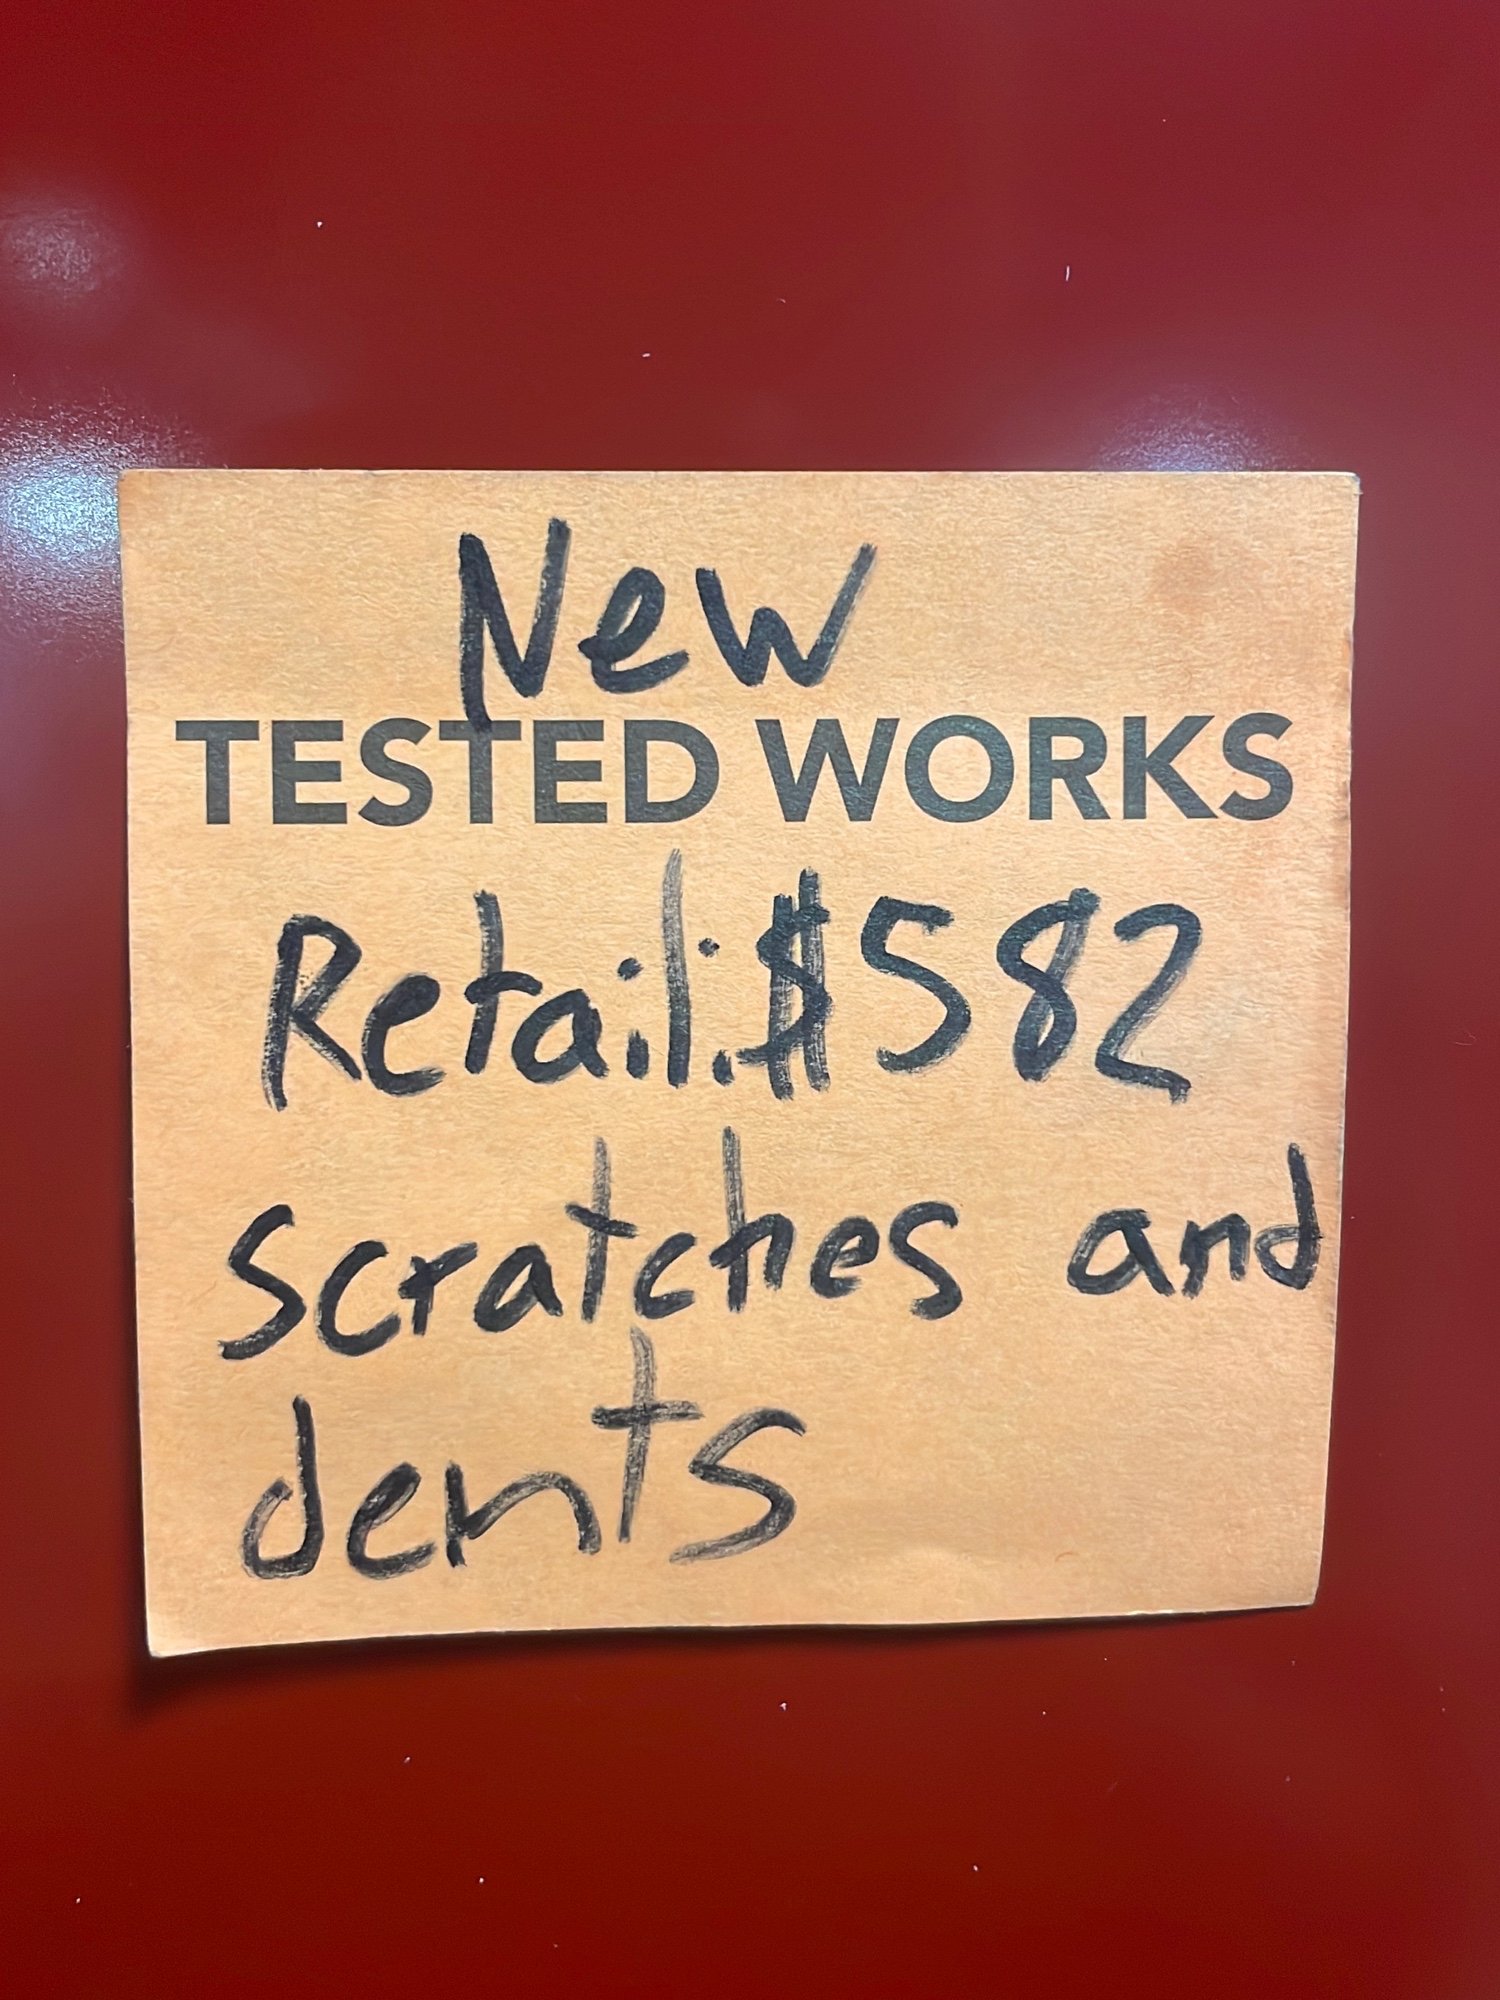 New
TESTED WORKS
Retail: $582
scratches and
dents